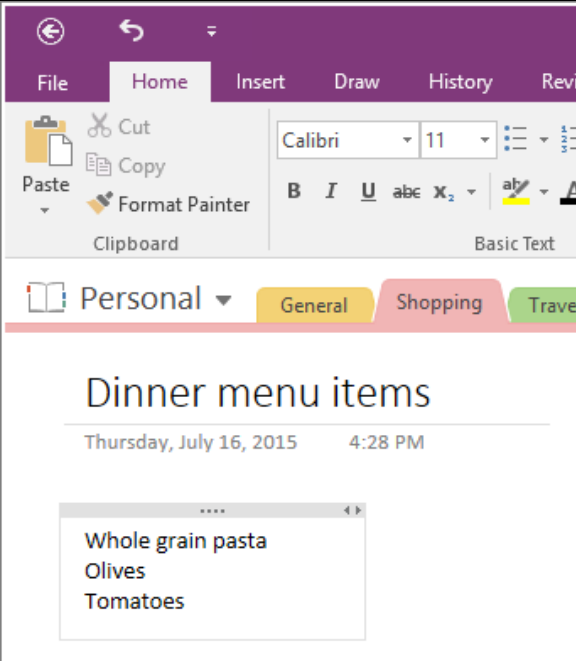 File Home Insert Draw History
Cut
Calibri 11
Copy
Paste
Format Painter
B I U abc X₂ ab A
Clipboard Basic Text
Personal General Shopping
Dinner menu items
Thursday, July 16, 2015 4:28 PM
Whole grain pasta
Olives
Tomatoes